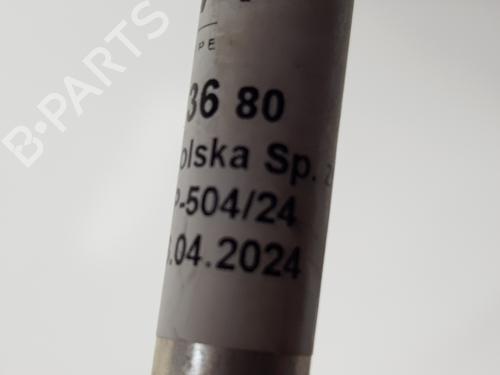 PE
36 80
olska Sp. z
P-504/24
.04.2024
B-PARTS